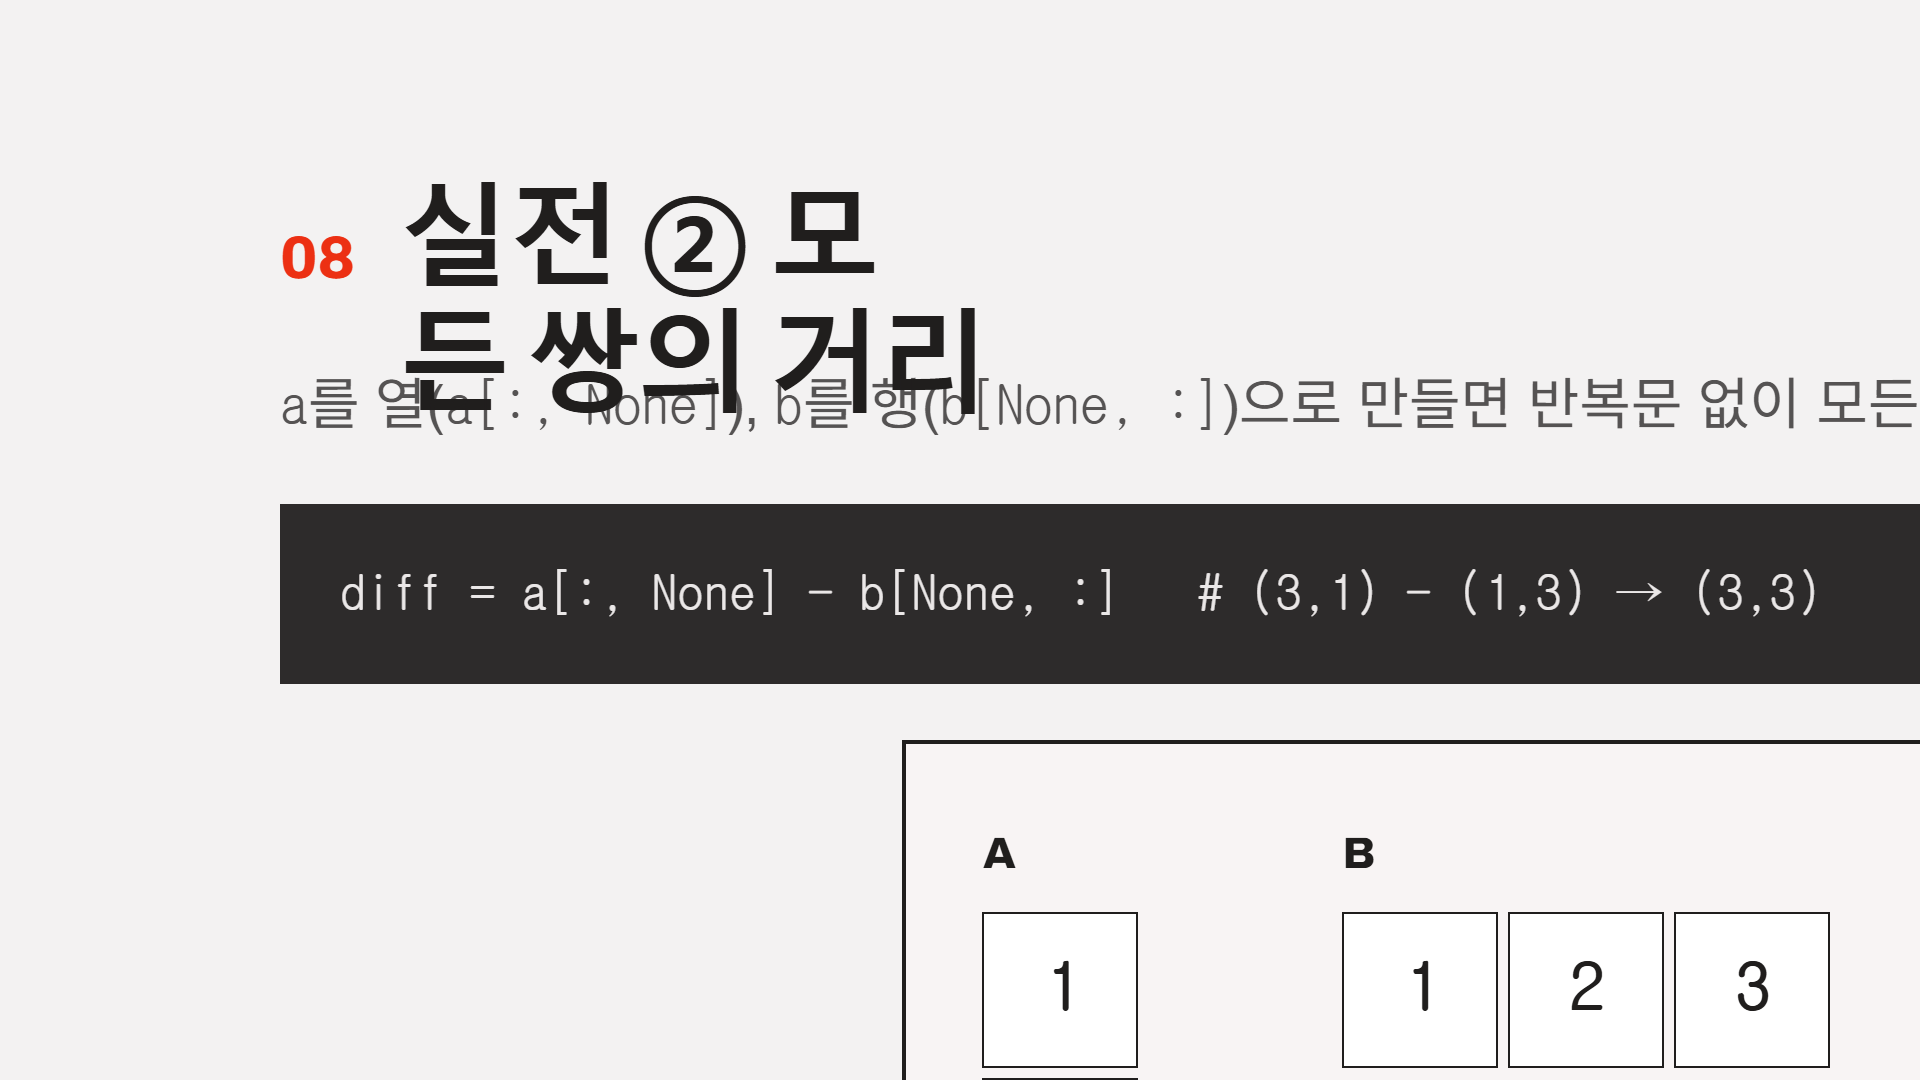 08 실전 ② 모
든 쌍의 거리
a를 열(a[:, None]), b를 행(b[None, :])으로 만들면 반복문 없이 모든
diff = a[:, None] − b[None, :]   # (3,1) − (1,3) → (3,3)
A B
1 1 2 3